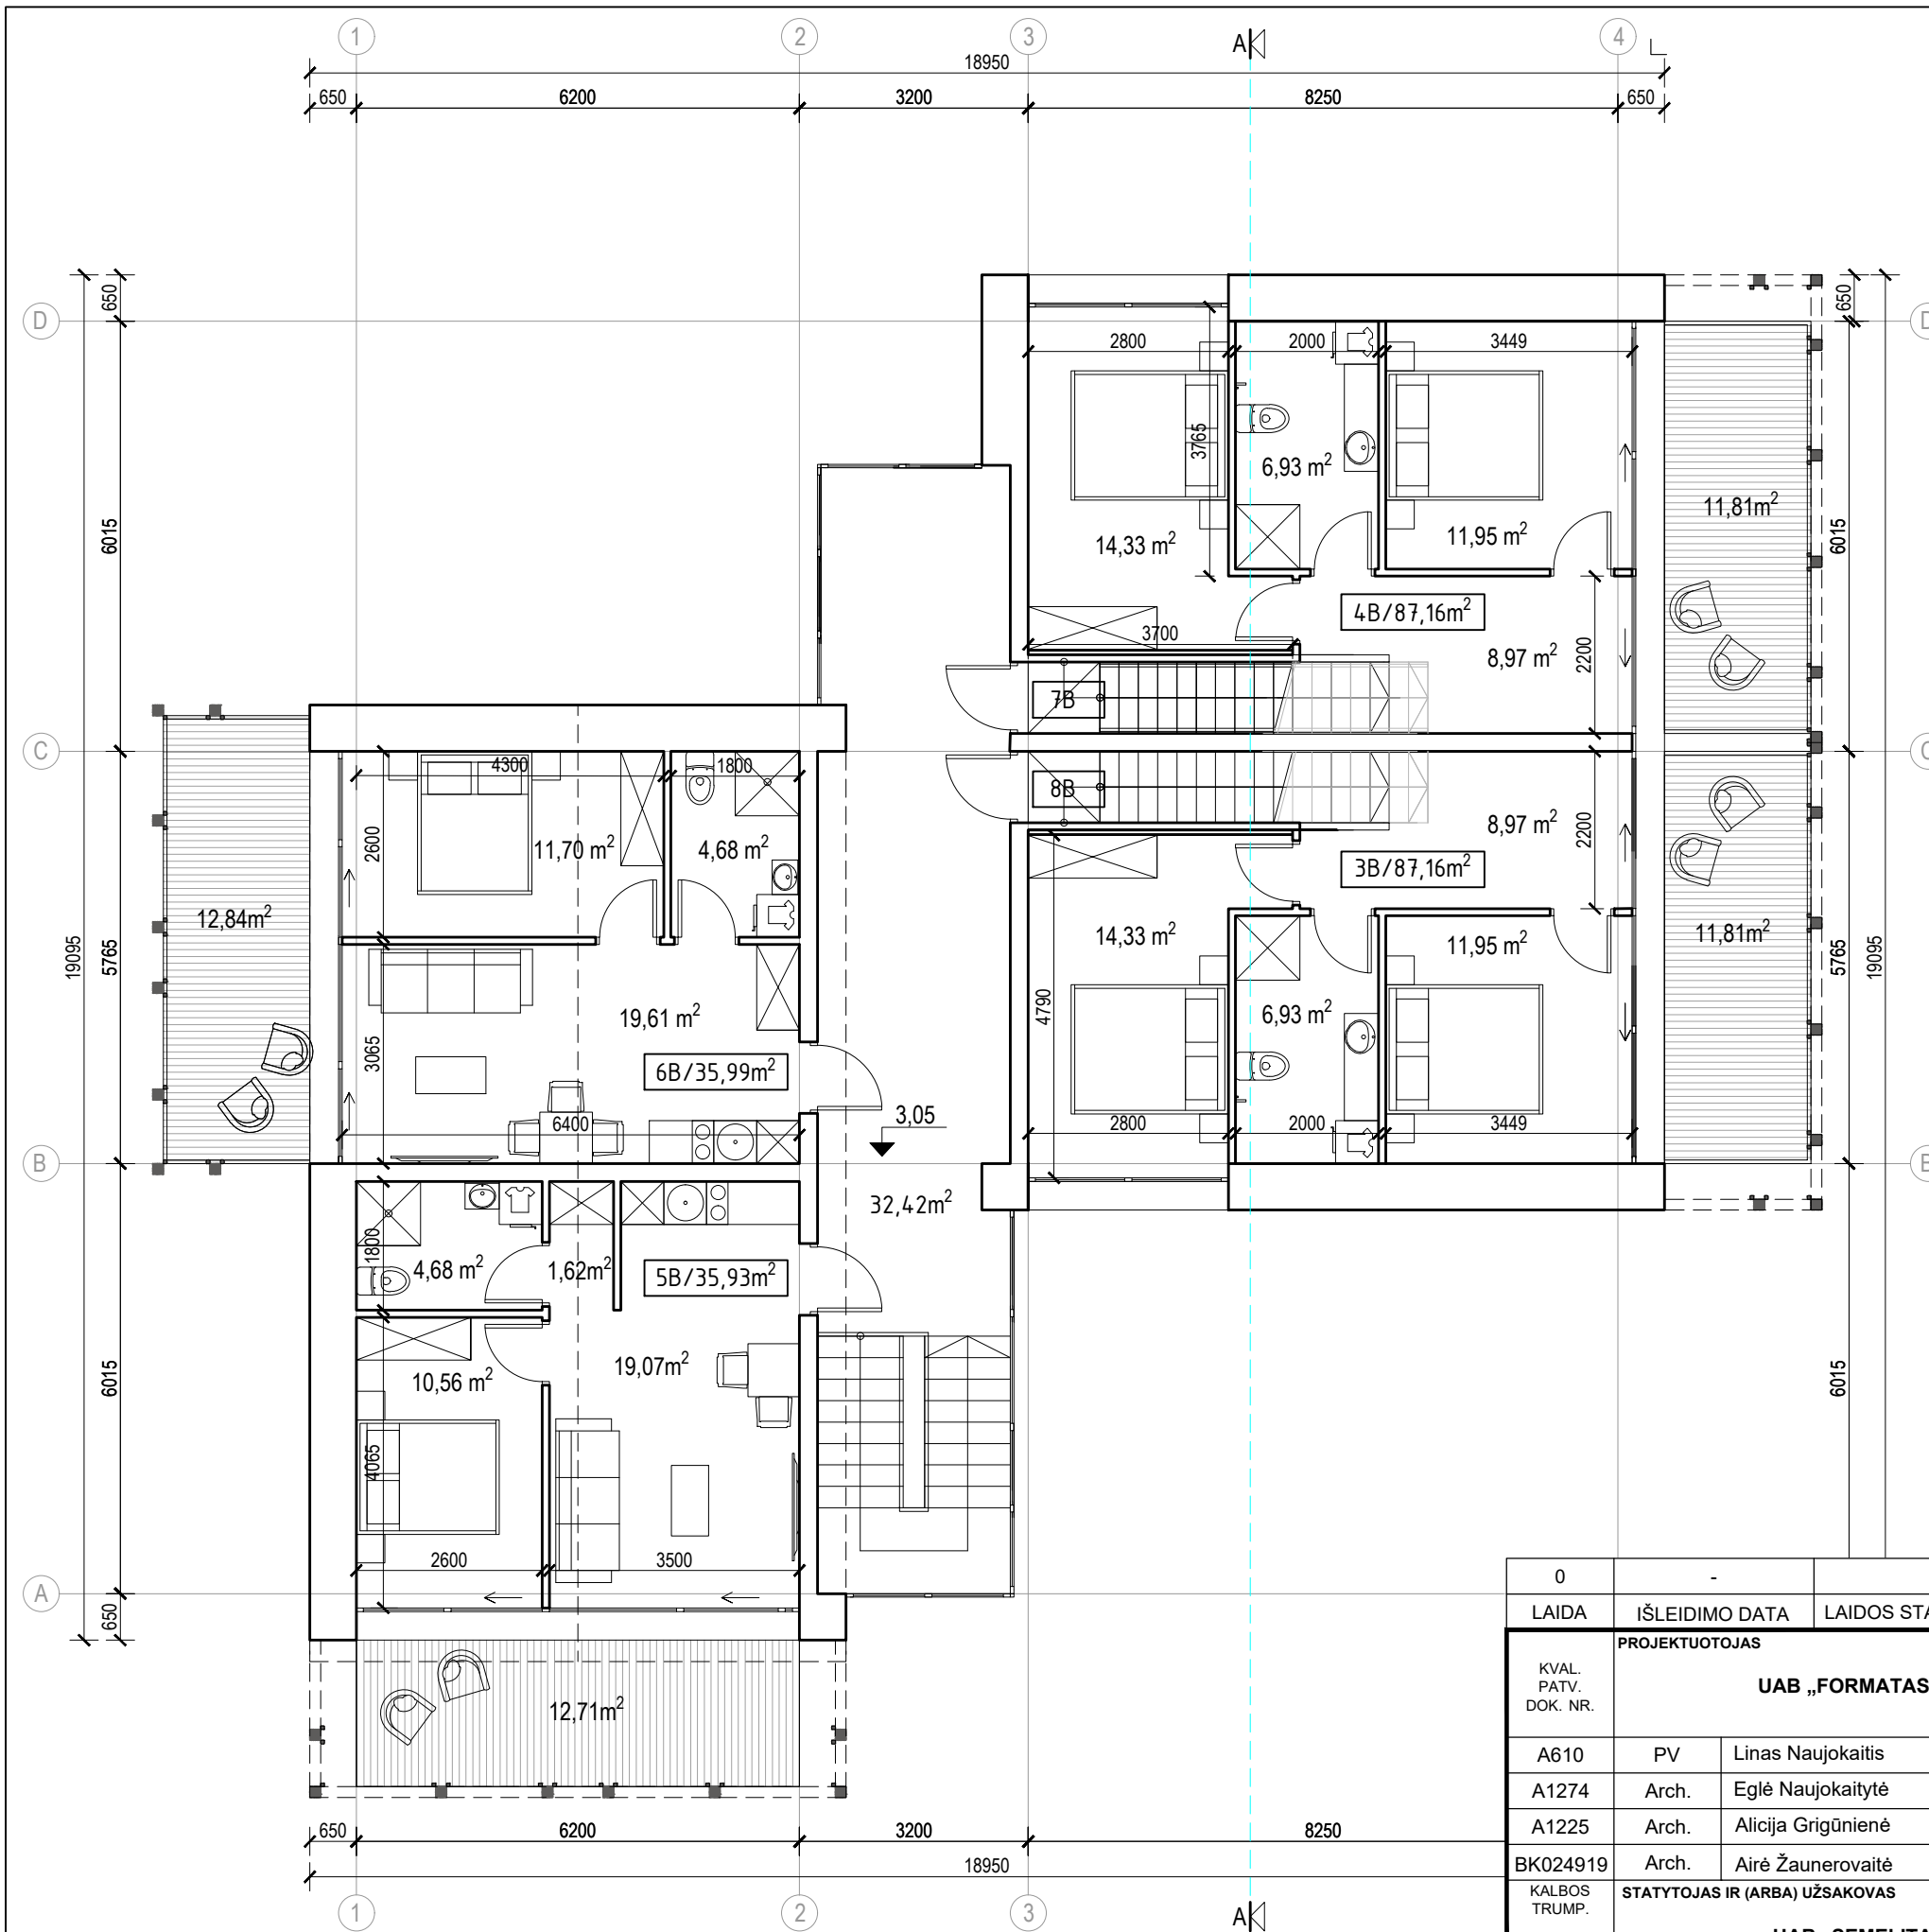 1 2 3 A 4
18950
650 6200 3200 8250 650
650 650
D D
2800 2000 3449
3765
6,93 m²
11,81m²
6015 6015
14,33 m² 11,95 m²
4B/87,16m²
3700
8,97 m² 2200
7B
C C
4300 1800
8B
8,97 m² 2200
2600
11,70 m² 4,68 m²
3B/87,16m²
12,84m²
14,33 m² 11,95 m² 11,81m²
19095 5765 5765 19095
4790
19,61 m² 6,93 m²
3065
6B/35,99m²
6400
3,05
2800 2000 3449
B B
32,42m²
1800
4,68 m² 1,62m² 5B/35,93m²
6015 6015
10,56 m² 19,07m²
4065
2600 3500
A
650
12,71m²
650 6200 3200 8250
18950
1 2 3 A
0 -
LAIDA IŠLEIDIMO DATA
KVAL.
PATV.
DOK. NR.
PROJEKTUOTOJAS
UAB „FORMATAS
A610 PV Linas Naujokaitis
A1274 Arch. Eglė Naujokaitytė
A1225 Arch. Alicija Grigūnienė
BK024919 Arch. Airė Žaunerovaitė
KALBOS
TRUMP.
STATYTOJAS IR (ARBA) UŽSAKOVAS